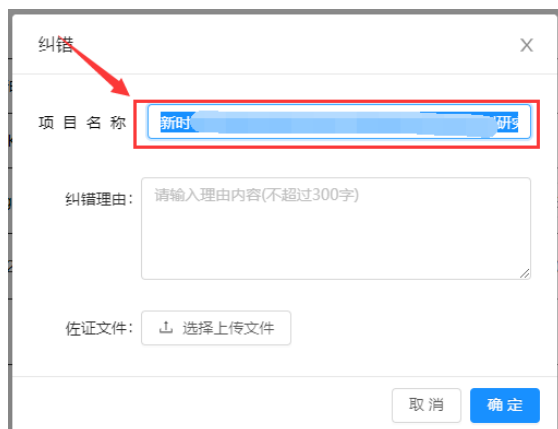 纠错
项目名称
新时
研究
纠错理由:
请输入理由内容(不超过300字)
佐证文件:
选择上传文件
取消
确定